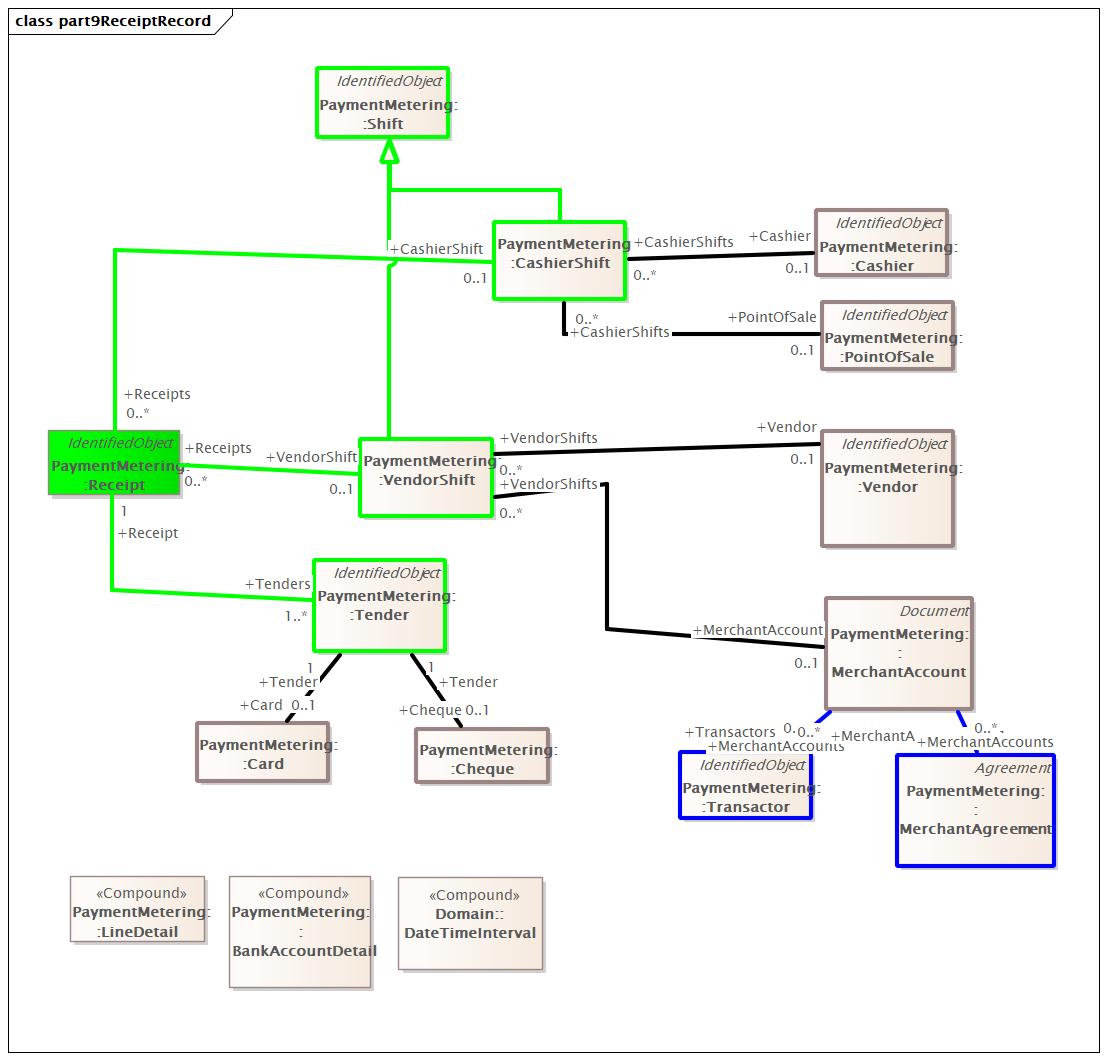 class part9ReceiptRecord
IdentifiedObject
PaymentMetering:
:Shift
+CashierShift
0..1
PaymentMetering
:CashierShift
+CashierShifts
0..*
+Cashier
0..1
IdentifiedObject
PaymentMetering:
:Cashier
0..*
+CashierShifts
+PointOfSale
0..1
IdentifiedObject
PaymentMetering:
:PointOfSale
+Receipts
0..*
IdentifiedObject
PaymentMetering:
:Receipt
+Receipts
0..*
+VendorShift
0..1
PaymentMetering:
:VendorShift
+VendorShifts
0..*
+Vendor
0..1
IdentifiedObject
PaymentMetering:
:Vendor
+VendorShifts
0..*
1
+Receipt
+Tenders
1..*
IdentifiedObject
PaymentMetering:
:Tender
+MerchantAccount
0..1
Document
PaymentMetering:
:
MerchantAccount
1
+Tender
+Card 0..1
1
+Tender
+Cheque 0..1
PaymentMetering:
:Card
PaymentMetering:
:Cheque
+Transactors
0..
0..*
+MerchantAccounts
+MerchantA
0..*
+MerchantAccounts
IdentifiedObject
PaymentMetering:
:Transactor
Agreement
PaymentMetering:
:
MerchantAgreement
«Compound»
PaymentMetering:
:LineDetail
«Compound»
PaymentMetering:
:
BankAccountDetail
«Compound»
Domain::
DateTimeInterval